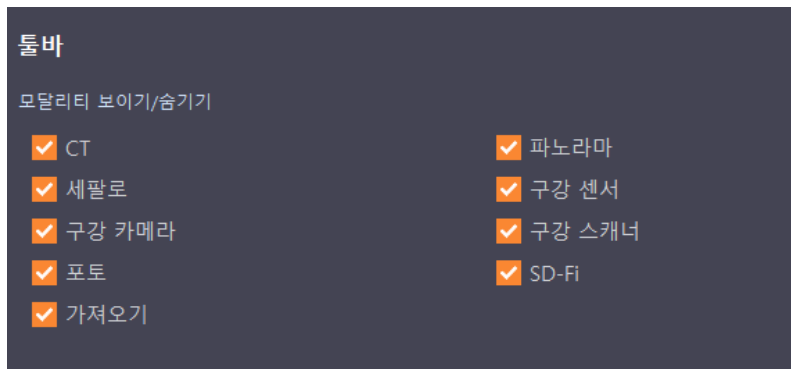 툴바
모달리티 보이기/숨기기
CT 파노라마
세팔로 구강 센서
구강 카메라 구강 스캐너
포토 SD-Fi
가져오기